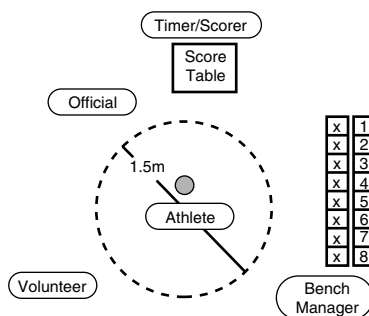 Timer/Scorer
Score
Table
Official
1.5m
Athlete
x 1
x 2
x 3
x 4
x 5
x 6
x 7
x 8
Volunteer
Bench
Manager